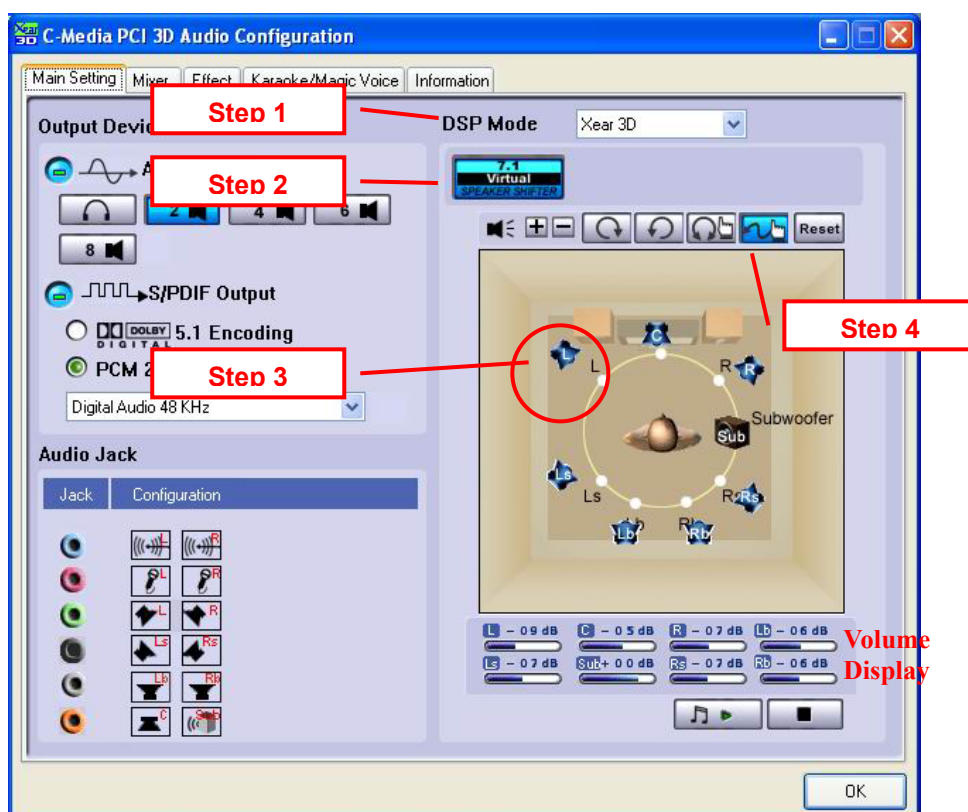 Xear 3D C-Media PCI 3D Audio Configuration
Main Setting Mixer Effect Karaoke/Magic Voice Information
Output Devi
Step 1
DSP Mode Xear 3D
A
Step 2
7.1
Virtual
SPEAKER SHIFTER
2 4 6
8
Reset
S/PDIF Output
DOLBY DIGITAL 5.1 Encoding
PCM 2
Step 3
Step 4
Digital Audio 48 KHz
L C R
L R
Subwoofer
Sub
Ls Rs
Ls
Lb Rb
Audio Jack
Jack Configuration
L R
L R
L R
Ls Rs
Lb Rb
C Sub
L - 09 dB C - 05 dB R - 07 dB Lb - 06 dB
Ls - 07 dB Sub + 00 dB Rs - 07 dB Rb - 06 dB
Volume
Display
OK